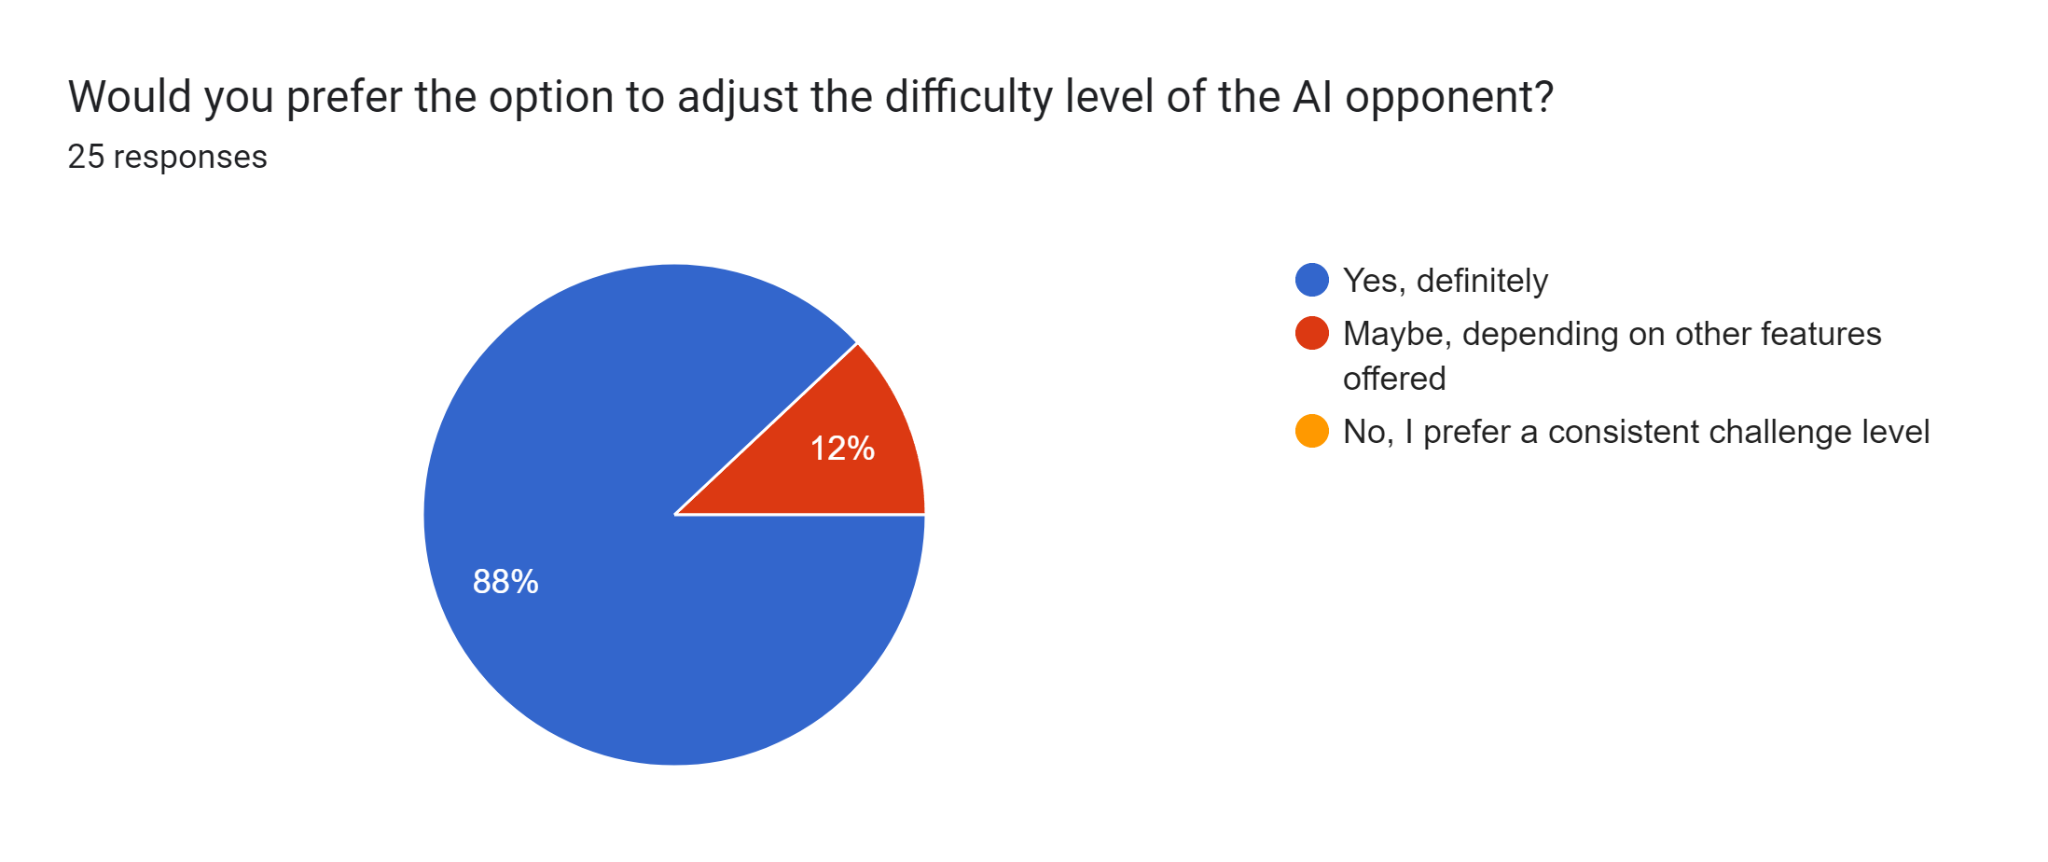 Would you prefer the option to adjust the difficulty level of the AI opponent?
25 responses
88%
12%
Yes, definitely
Maybe, depending on other features
offered
No, I prefer a consistent challenge level